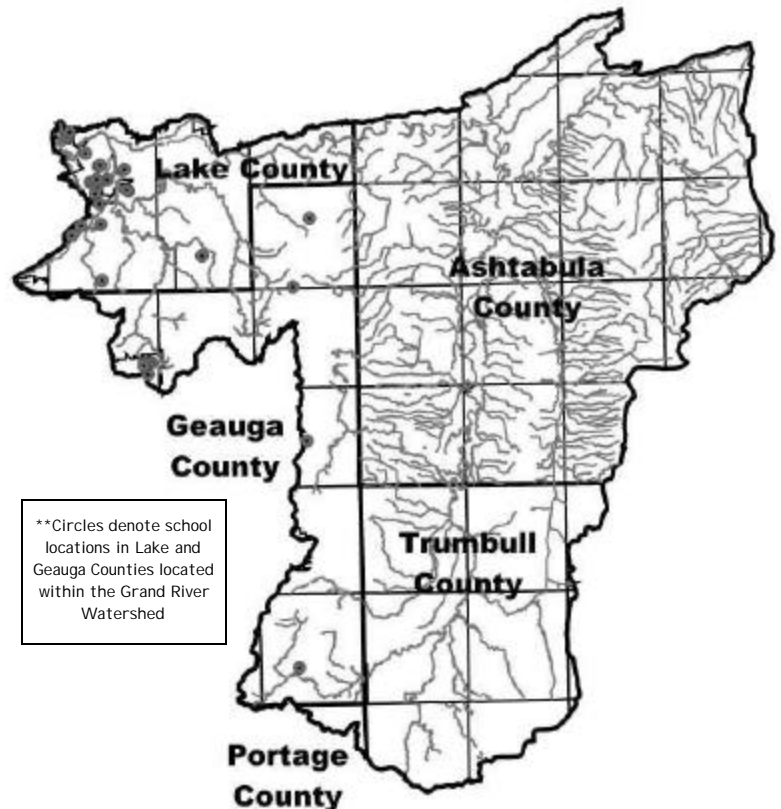 Lake County
Ashtabula
County
Geauga
County
**Circles denote school
locations in Lake and
Geauga Counties located
within the Grand River
Watershed
Trumbull
County
Portage
County